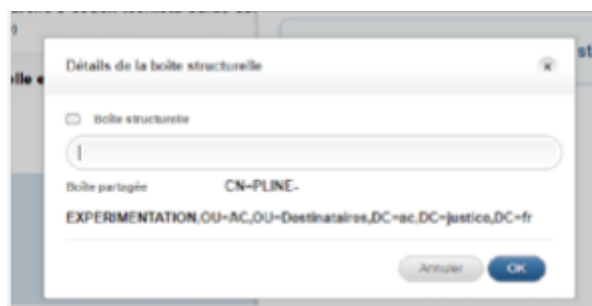 Détails de la boîte structurelle
Boîte structurelle
Boîte partagée CN=PLINE-
EXPERIMENTATION,OU=AC,OU=Destinataires,DC=ac,DC=justice,DC=fr
Annuler OK